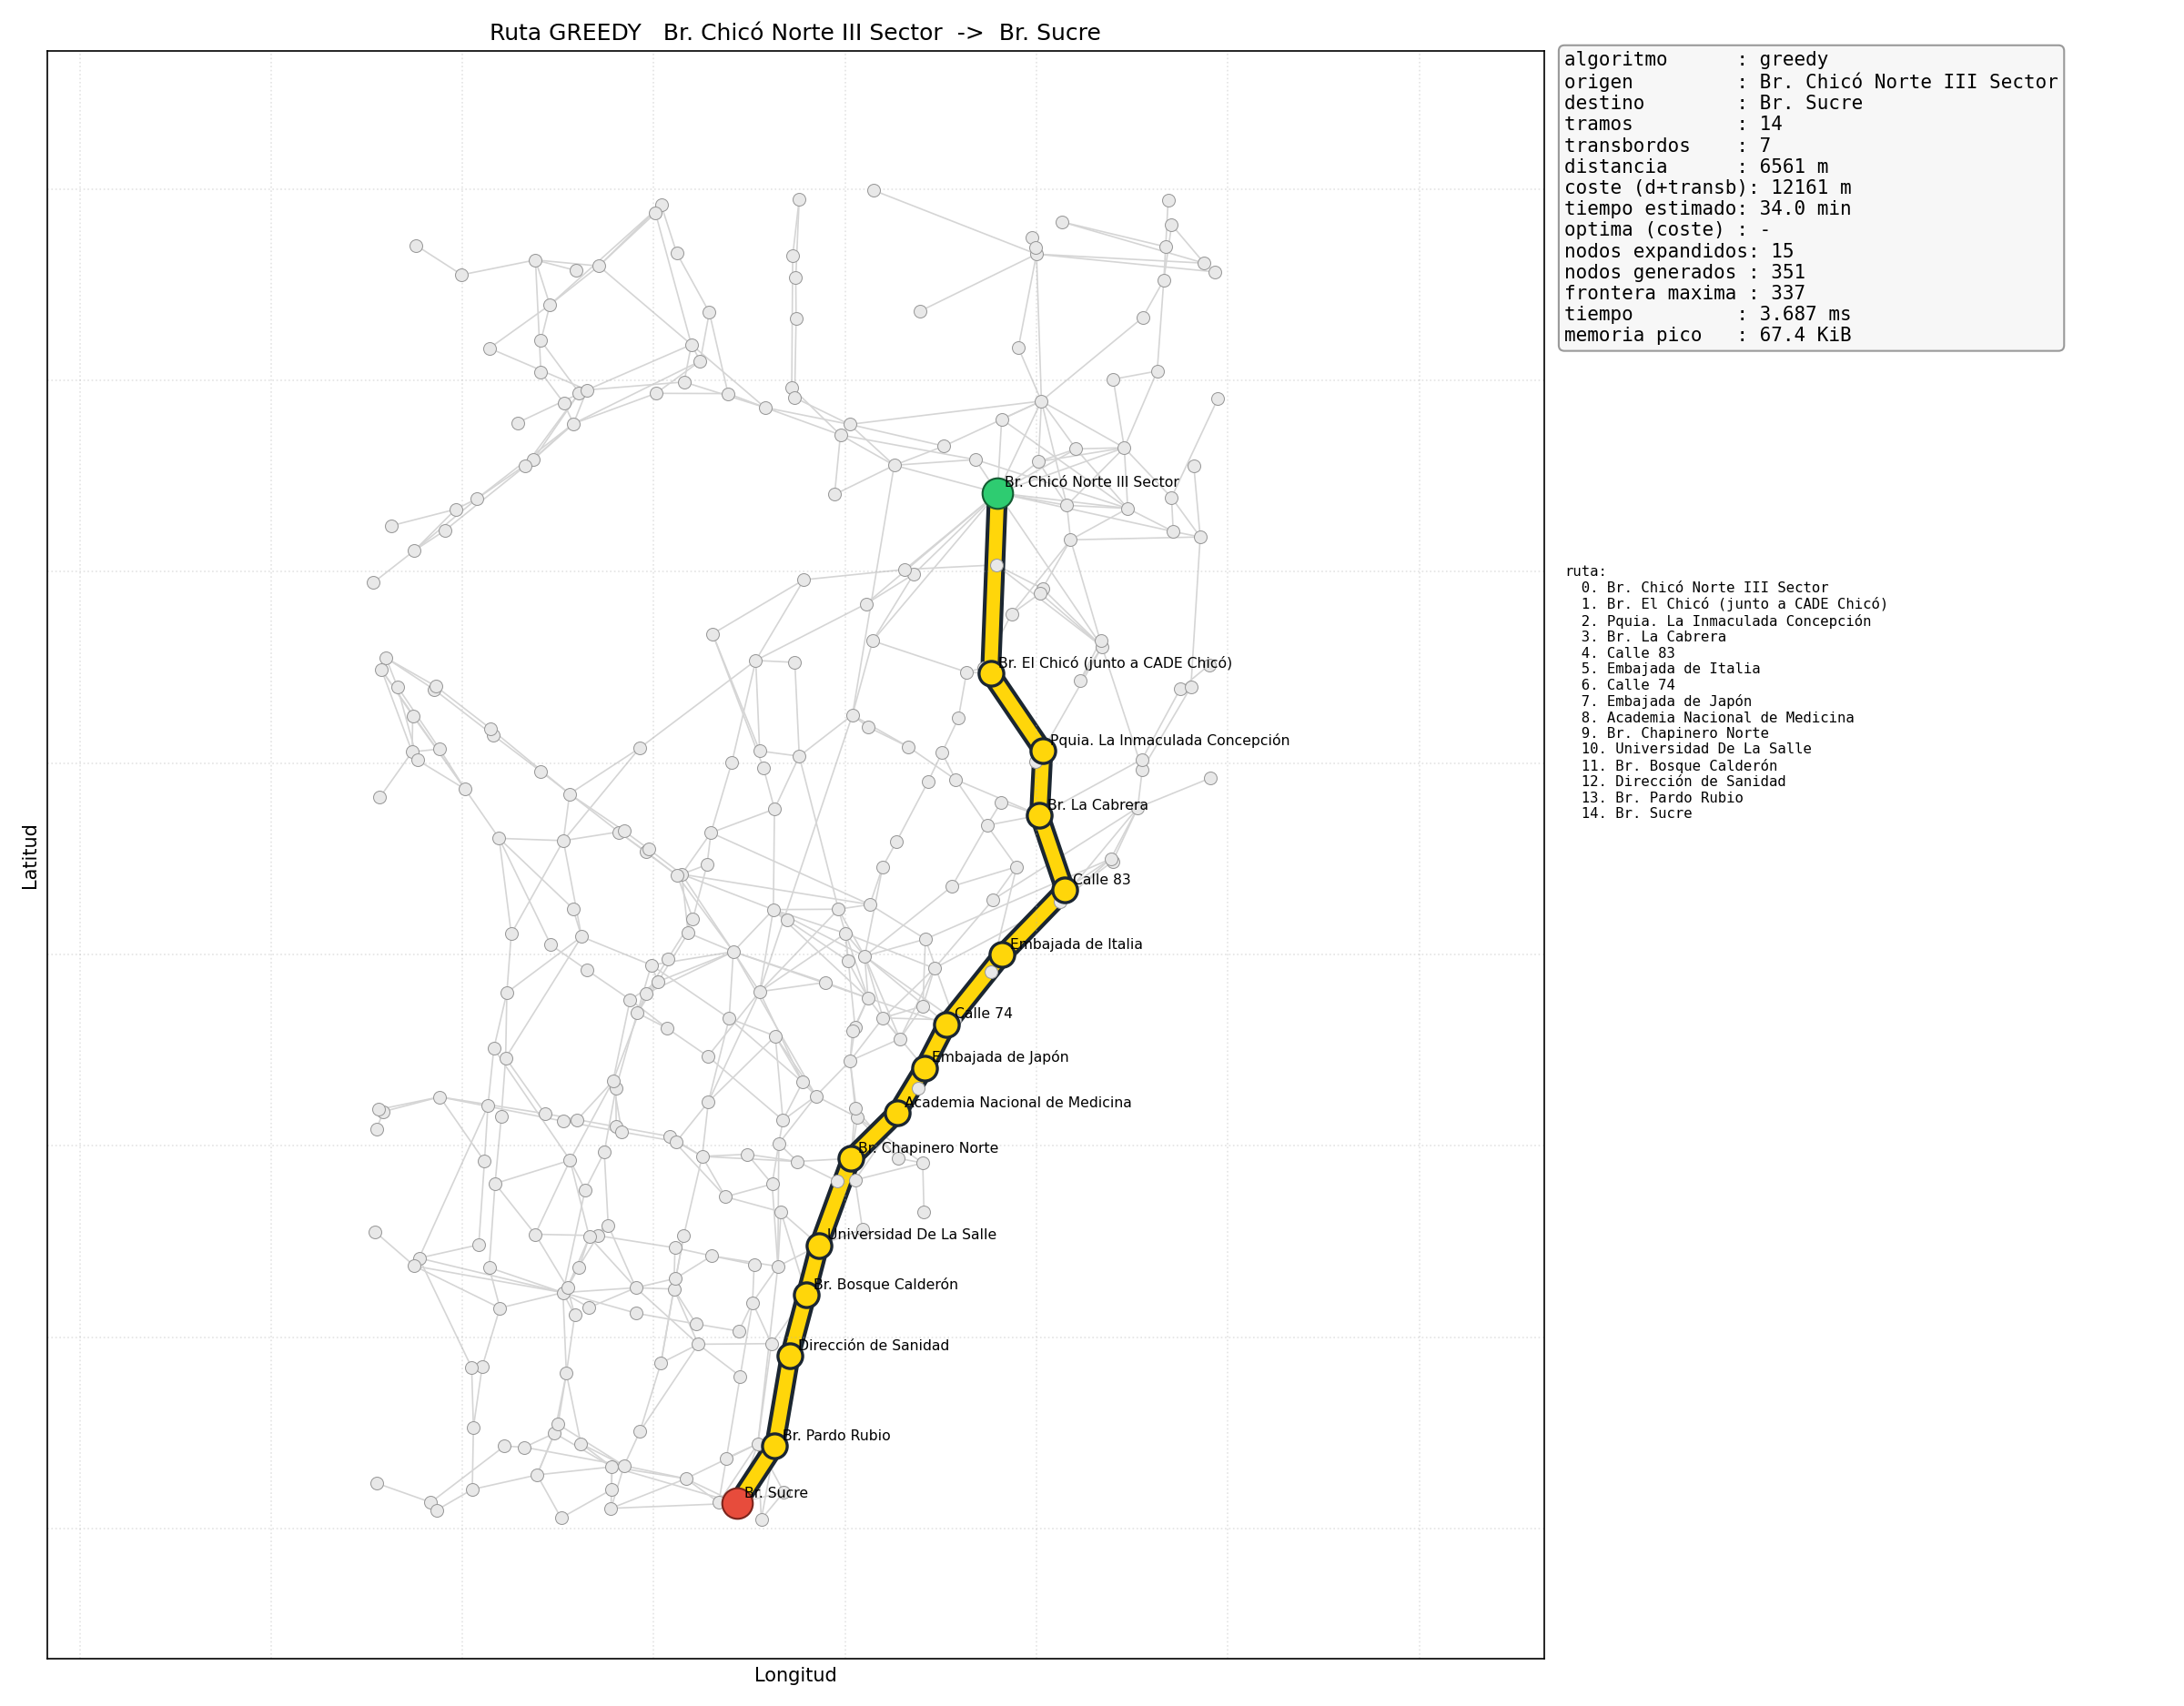 Ruta GREEDY   Br. Chicó Norte III Sector  ->  Br. Sucre
algoritmo      : greedy
origen         : Br. Chicó Norte III Sector
destino        : Br. Sucre
tramos         : 14
transbordos    : 7
distancia      : 6561 m
coste (d+transb): 12161 m
tiempo estimado: 34.0 min
optima (coste) : -
nodos expandidos: 15
nodos generados : 351
frontera maxima : 337
tiempo         : 3.687 ms
memoria pico   : 67.4 KiB
ruta:
0. Br. Chicó Norte III Sector
1. Br. El Chicó (junto a CADE Chicó)
2. Pquia. La Inmaculada Concepción
3. Br. La Cabrera
4. Calle 83
5. Embajada de Italia
6. Calle 74
7. Embajada de Japón
8. Academia Nacional de Medicina
9. Br. Chapinero Norte
10. Universidad De La Salle
11. Br. Bosque Calderón
12. Dirección de Sanidad
13. Br. Pardo Rubio
14. Br. Sucre
Br. Chicó Norte III Sector
Br. El Chicó (junto a CADE Chicó)
Pquia. La Inmaculada Concepción
Br. La Cabrera
Calle 83
Embajada de Italia
Calle 74
Embajada de Japón
Academia Nacional de Medicina
Br. Chapinero Norte
Universidad De La Salle
Br. Bosque Calderón
Dirección de Sanidad
Br. Pardo Rubio
Br. Sucre
Latitud
Longitud